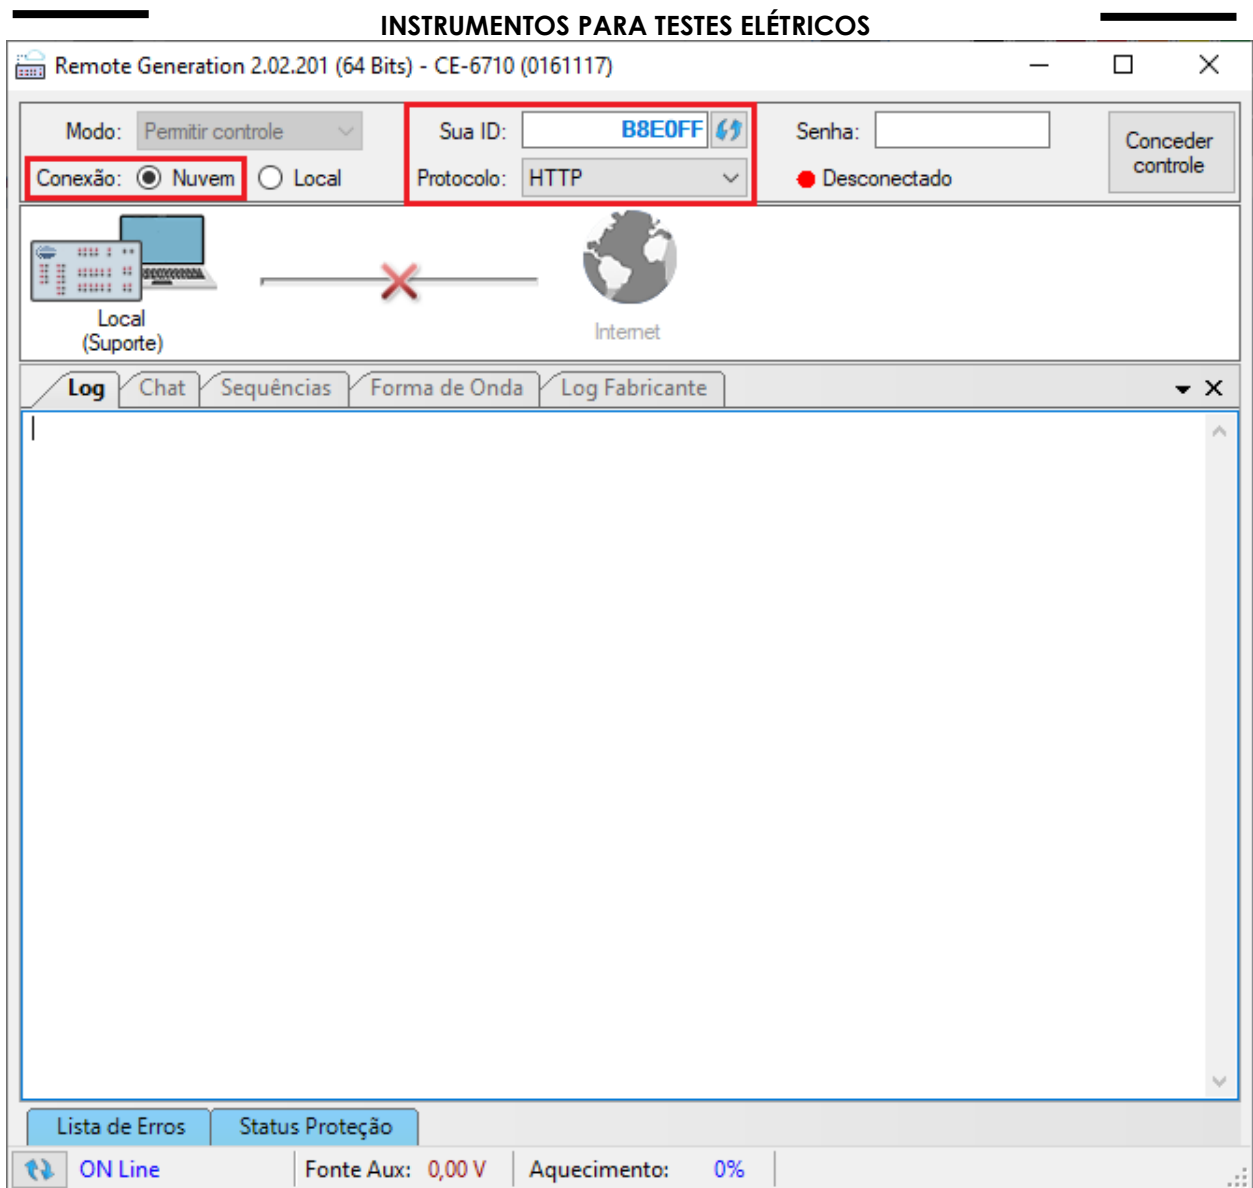 INSTRUMENTOS PARA TESTES ELÉTRICOS
Remote Generation 2.02.201 (64 Bits) - CE-6710 (0161117)
Modo: Permitir controle Sua ID: B8E0FF Senha: Conceder controle
Conexão: Nuvem Local Protocolo: HTTP Desconectado
Local
(Suporte)
Internet
Log Chat Sequências Forma de Onda Log Fabricante
Lista de Erros Status Proteção
ON Line Fonte Aux: 0,00 V Aquecimento: 0%